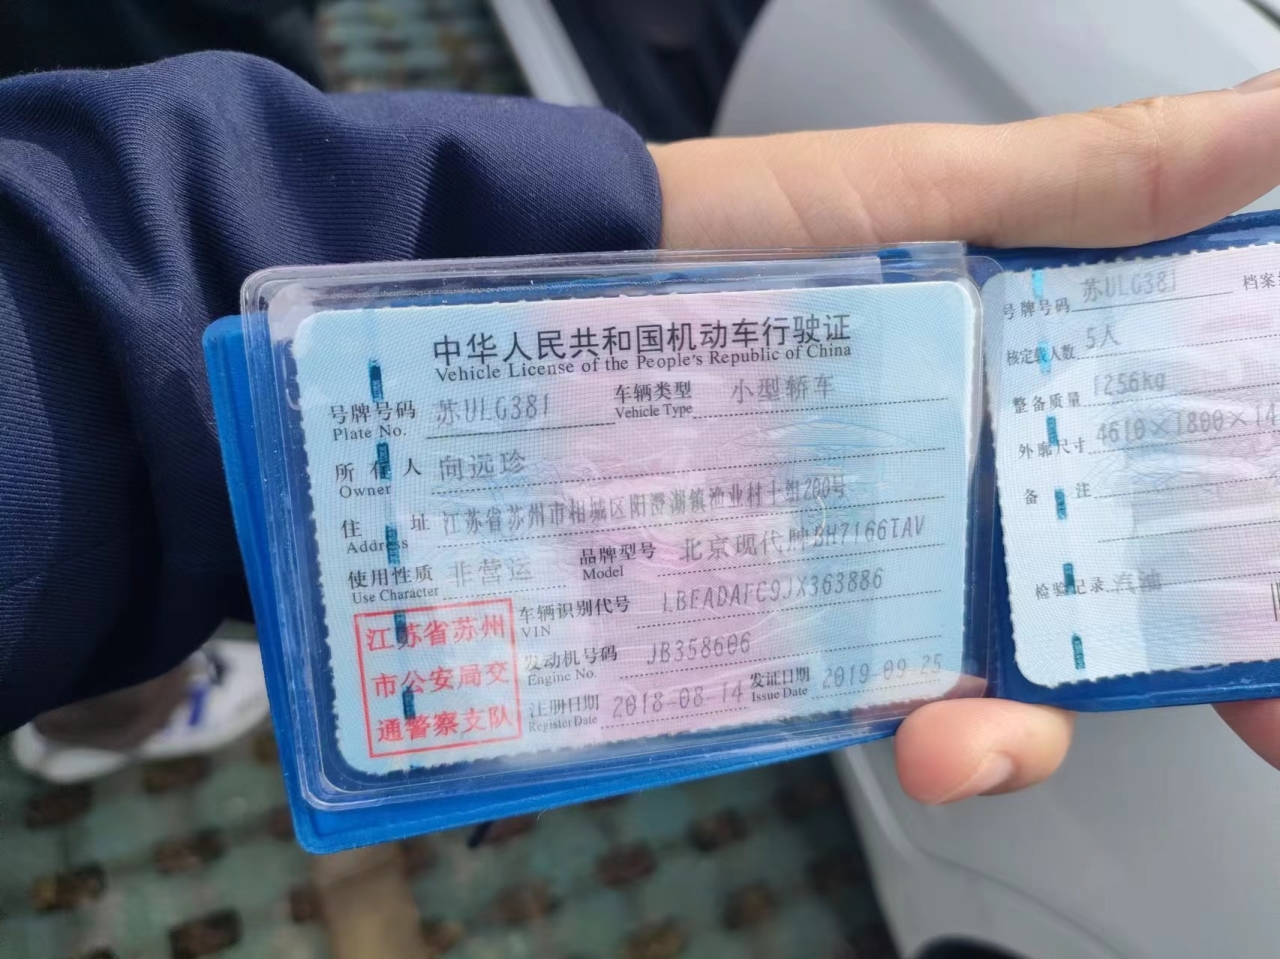 中华人民共和国机动车行驶证
Vehicle License of the People's Republic of China
号牌号码 苏ULG381 车辆类型 小型轿车
Plate No. Vehicle Type
所有人 向远珍
Owner
住址 江苏省苏州市相城区阳澄湖镇渔业村十组200号
Address
使用性质 非营运 品牌型号 北京现代牌BH7166TAV
Use Character Model
车辆识别代号 LBEADAFC9JX363886
VIN
发动机号码 JB358606
Engine No.
注册日期 2018-08-14 发证日期 2019-09-25
Register Date Issue Date
江苏省苏州
市公安局交
通警察支队
号牌号码 苏ULG381 档案
核定载人数 5人
整备质量 1256kg
外廓尺寸 4610×1800×14
备注
检验记录 汽油